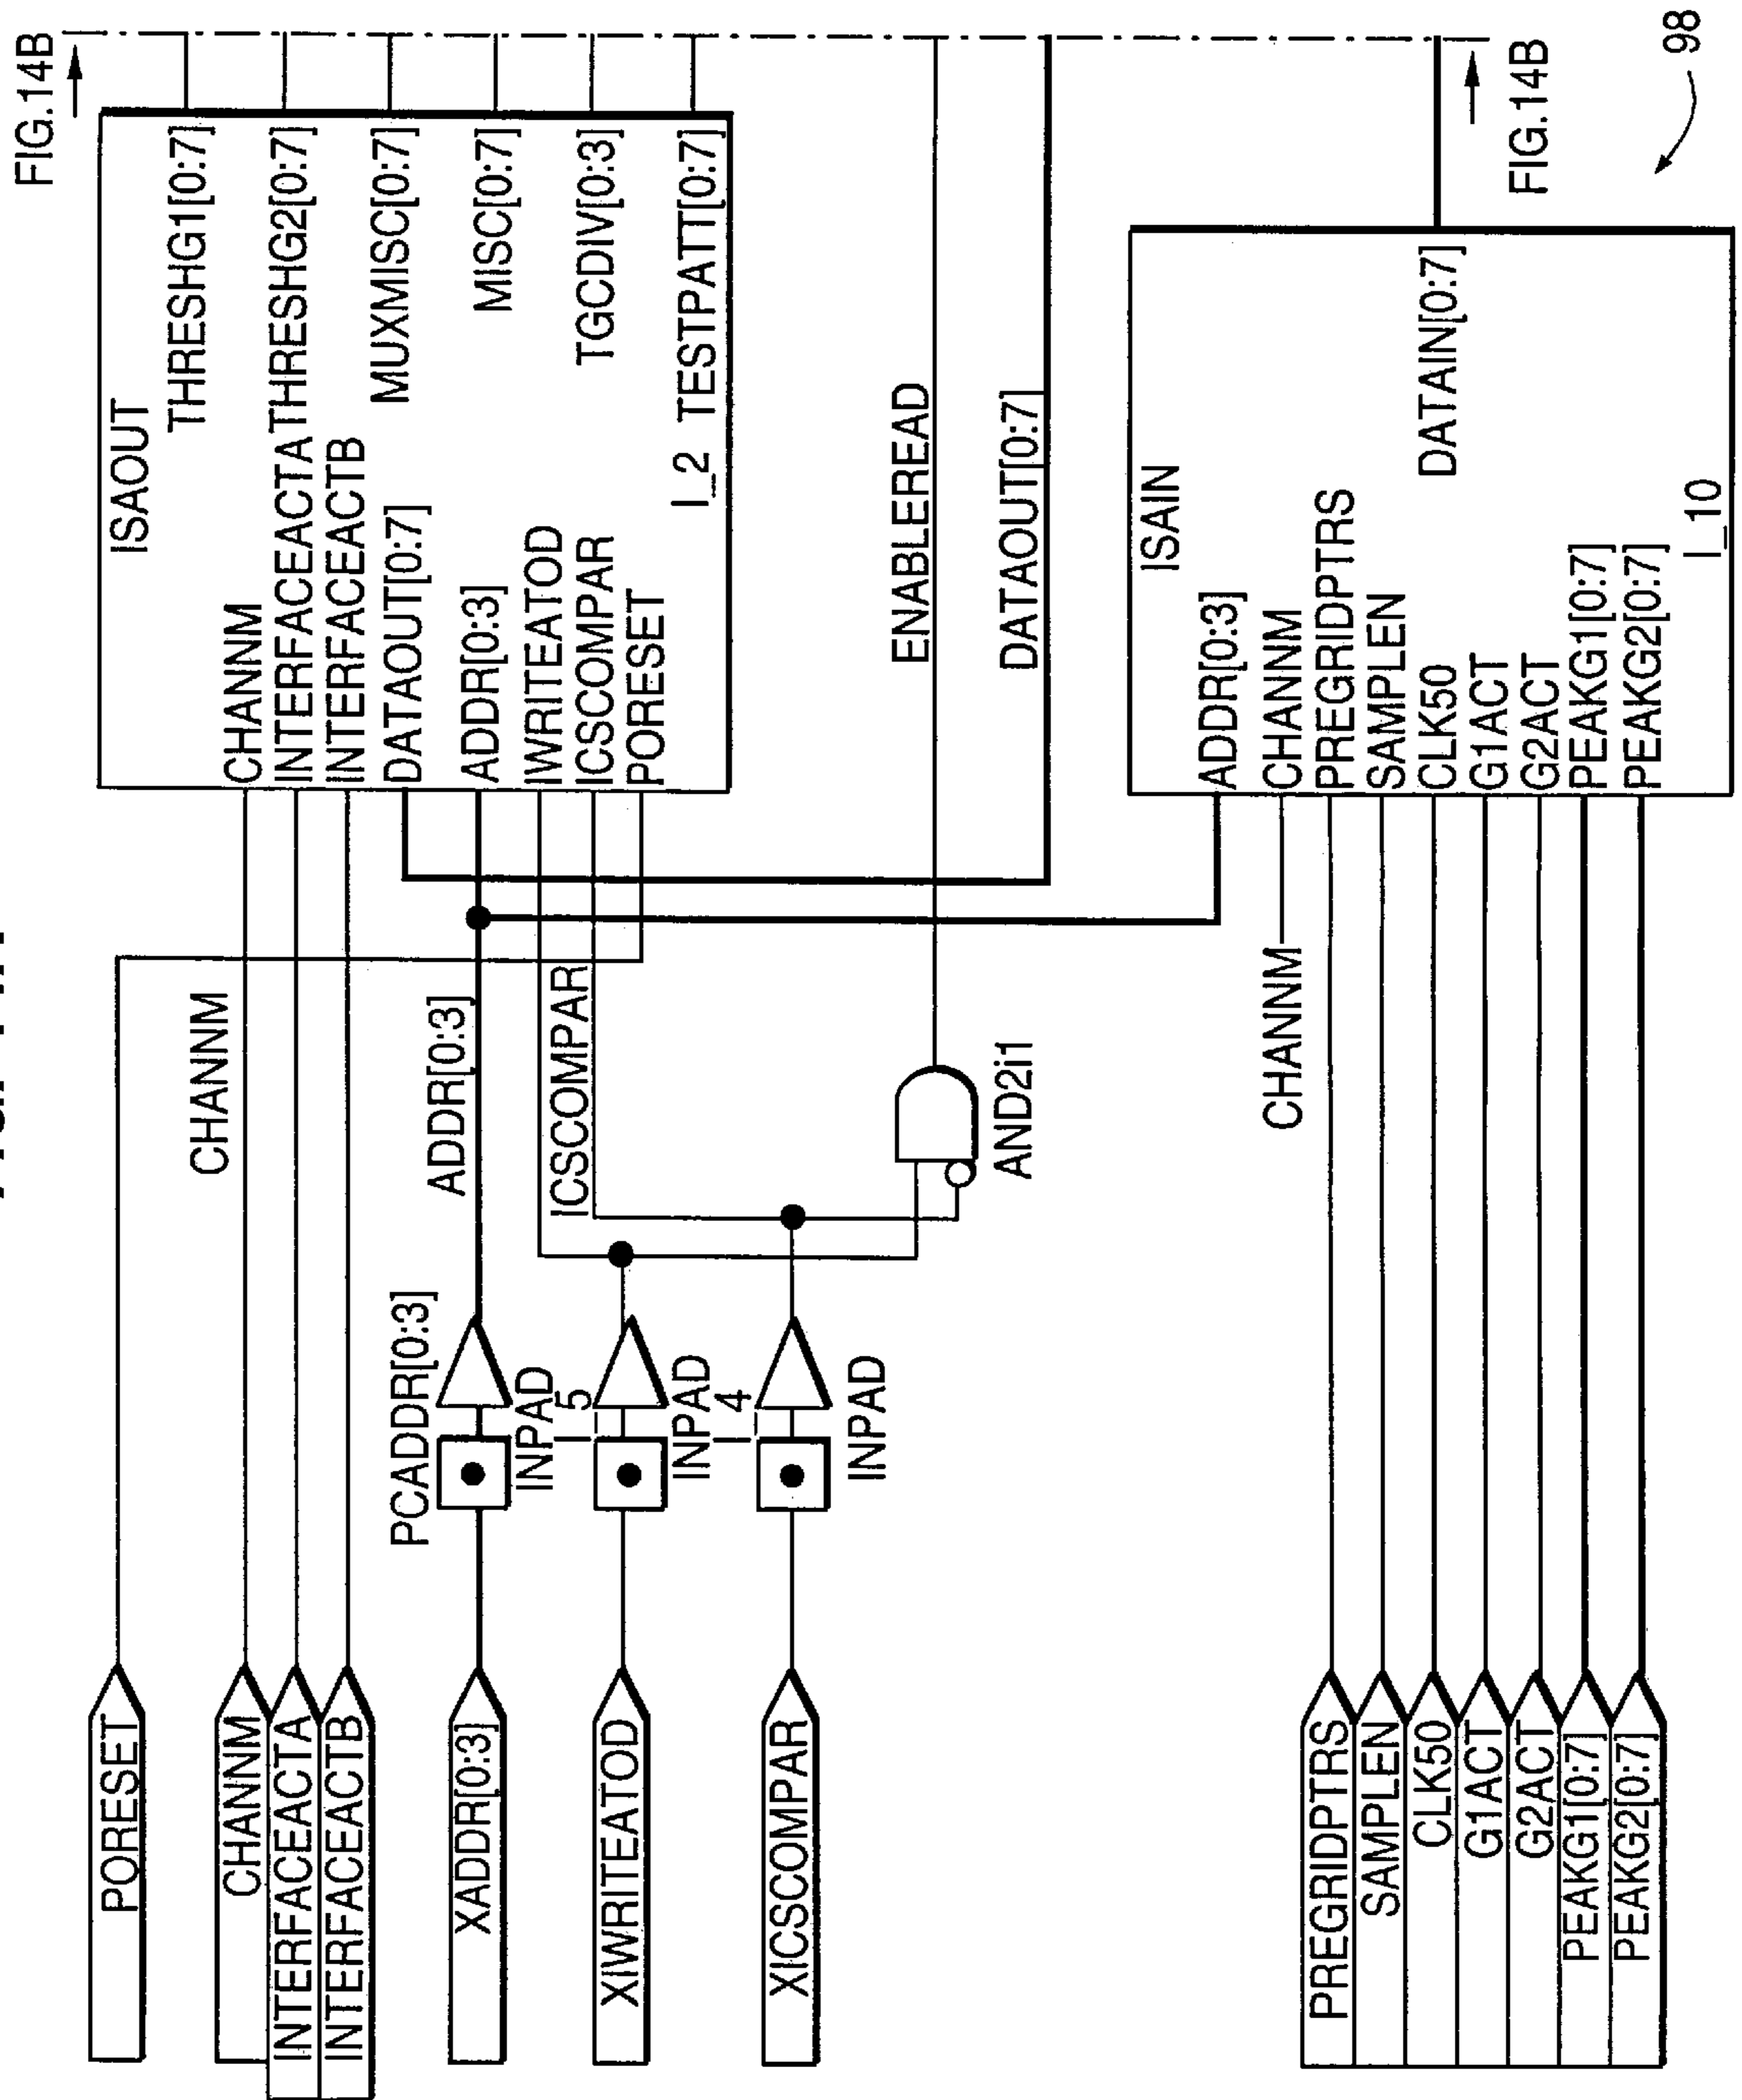 FIG.14B
PORESET
CHANNM
INTERFACEACTA
INTERFACEACTB
XADDR[0:3]
XIWRITEATOD
XICSCOMPAR
PCADDR[0:3]
INPAD
5
INPAD
4
INPAD
CHANNM
ADDR[0:3]
ICSCOMPAR
AND2i1
ISAOUT
CHANNM
INTERFACEACTA
INTERFACEACTB
DATAOUT[0:7]
ADDR[0:3]
IWRITEATOD
ICSCOMPAR
PORESET
THRESHG1[0:7]
THRESHG2[0:7]
MUXMISC[0:7]
MISC[0:7]
TGCDIV[0:3]
I_2 TESTPATT[0:7]
ENABLEREAD
DATAOUT[0:7]
PREGRIDPTRS
SAMPLEN
CLK50
G1ACT
G2ACT
PEAKG1[0:7]
PEAKG2[0:7]
CHANNM
ISAIN
ADDR[0:3]
CHANNM
PREGRIDPTRS
SAMPLEN
CLK50
G1ACT
G2ACT
PEAKG1[0:7]
PEAKG2[0:7]
DATAIN[0:7]
I_10
FIG.14B
98